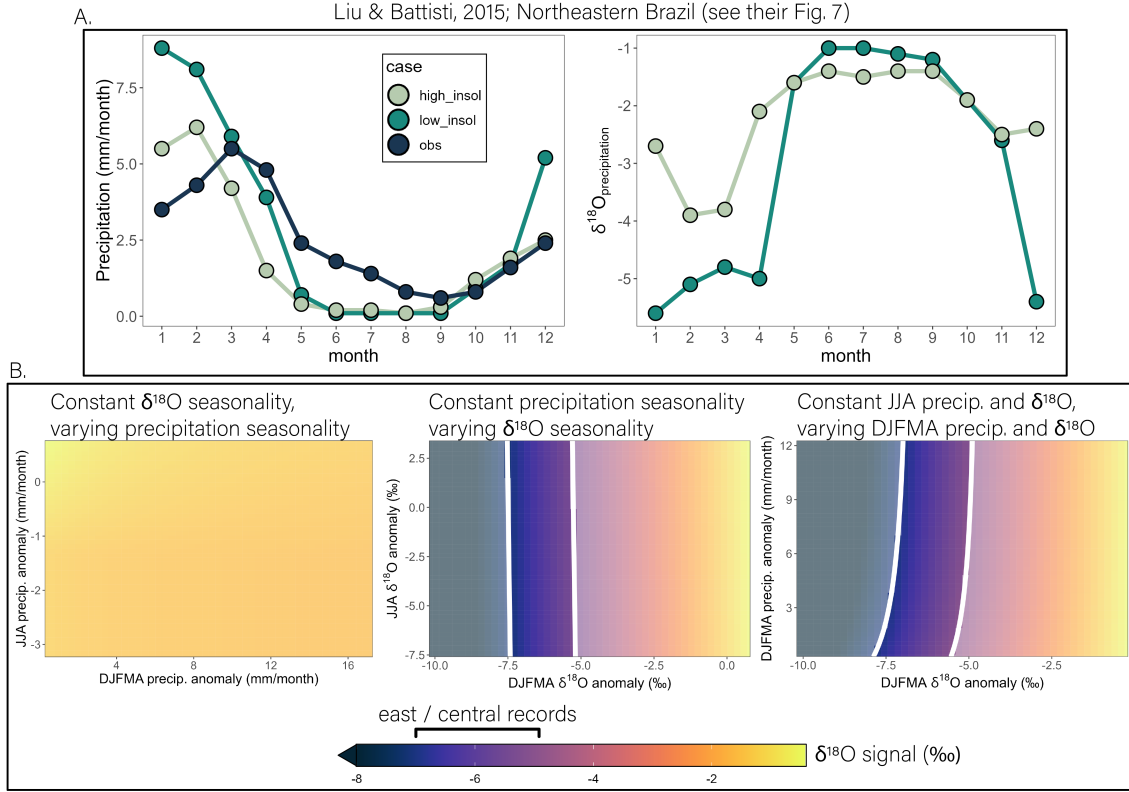 A.
Liu & Battisti, 2015; Northeastern Brazil (see their Fig. 7)
Precipitation (mm/month)
7.5
5.0
2.5
0.0
1 2 3 4 5 6 7 8 9 10 11 12
month
case
high_insol
low_insol
obs
δ¹⁸Oprecipitation
-1
-2
-3
-4
-5
1 2 3 4 5 6 7 8 9 10 11 12
month
B.
Constant δ¹⁸O seasonality,
varying precipitation seasonality
JJA precip. anomaly (mm/month)
0
-1
-2
-3
4 8 12 16
DJFMA precip. anomaly (mm/month)
Constant precipitation seasonality
varying δ¹⁸O seasonality
JJA δ¹⁸O anomaly (‰)
2.5
0.0
-2.5
-5.0
-7.5
-10.0 -7.5 -5.0 -2.5 0.0
DJFMA δ¹⁸O anomaly (‰)
Constant JJA precip. and δ¹⁸O,
varying DJFMA precip. and δ¹⁸O
DJFMA precip. anomaly (mm/month)
12
9
6
3
-10.0 -7.5 -5.0 -2.5
DJFMA δ¹⁸O anomaly (‰)
east / central records
-8 -6 -4 -2
δ¹⁸O signal (‰)